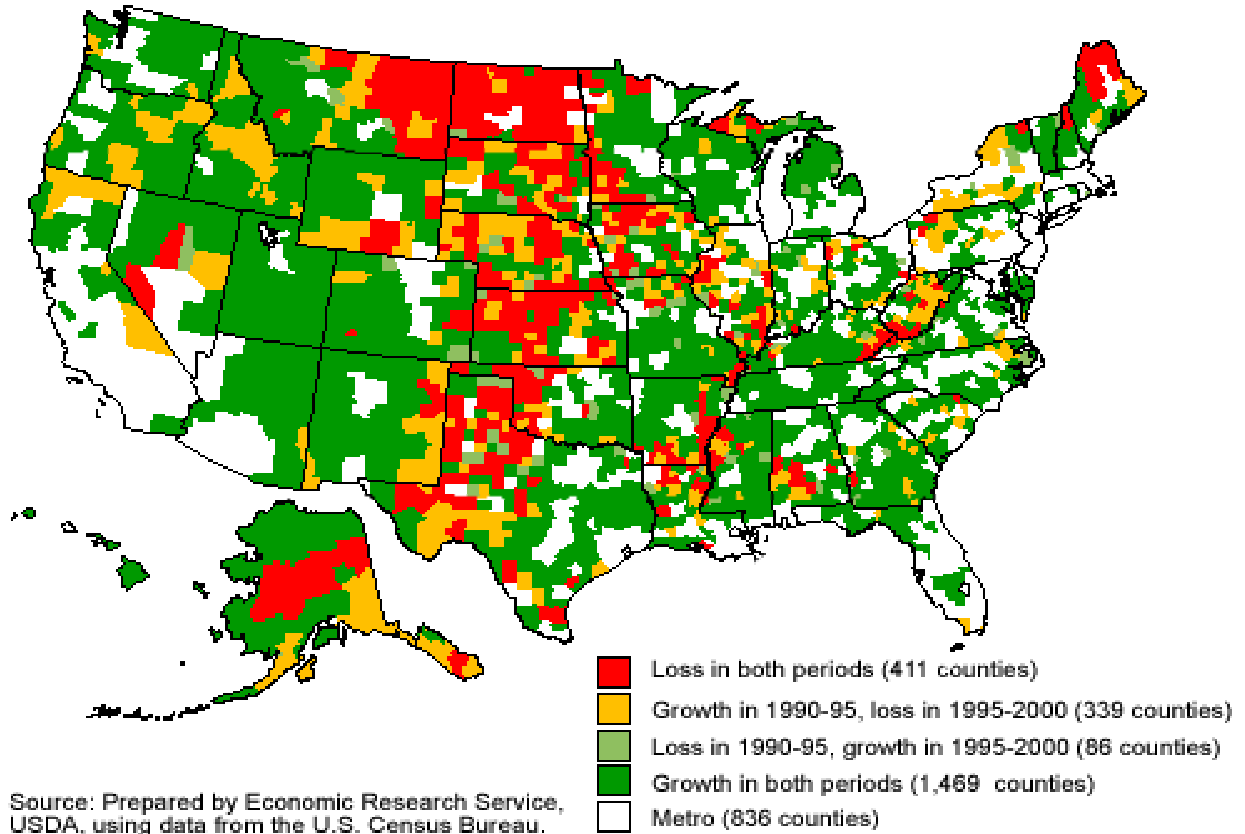 Loss in both periods (411 counties)
Growth in 1990-95, loss in 1995-2000 (339 counties)
Loss in 1990-95, growth in 1995-2000 (86 counties)
Growth in both periods (1,469 counties)
Metro (836 counties)
Source: Prepared by Economic Research Service,
USDA, using data from the U.S. Census Bureau.